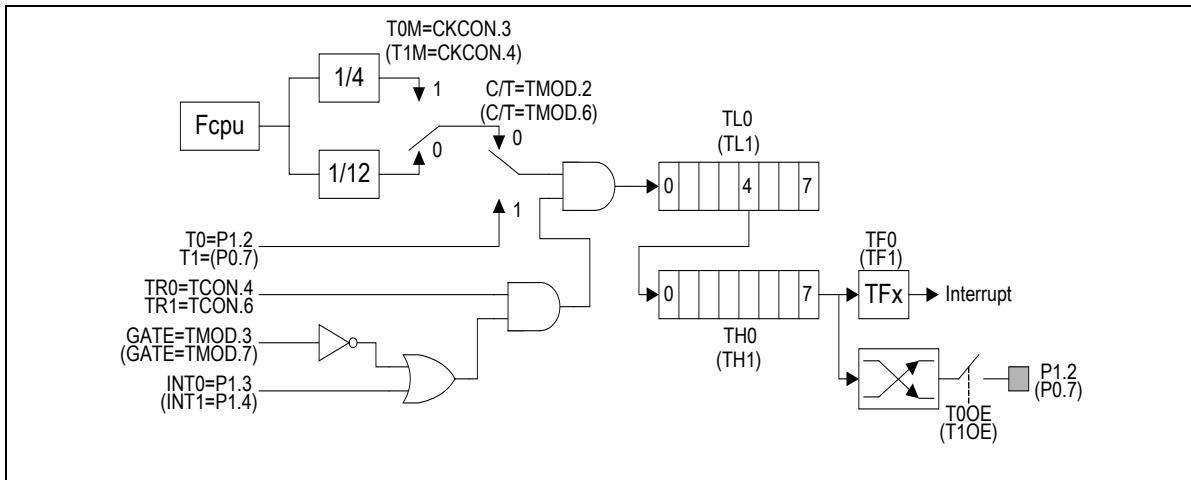 T0M=CKCON.3
(T1M=CKCON.4)
1/4
1
C/T=TMOD.2
(C/T=TMOD.6)
Fcpu
0
0
1/12
TL0
(TL1)
0 4 7
1
T0=P1.2
T1=(P0.7)
TR0=TCON.4
TR1=TCON.6
0 7
TH0
(TH1)
TF0
(TF1)
TFx
Interrupt
GATE=TMOD.3
(GATE=TMOD.7)
INT0=P1.3
(INT1=P1.4)
P1.2
(P0.7)
T0OE
(T1OE)